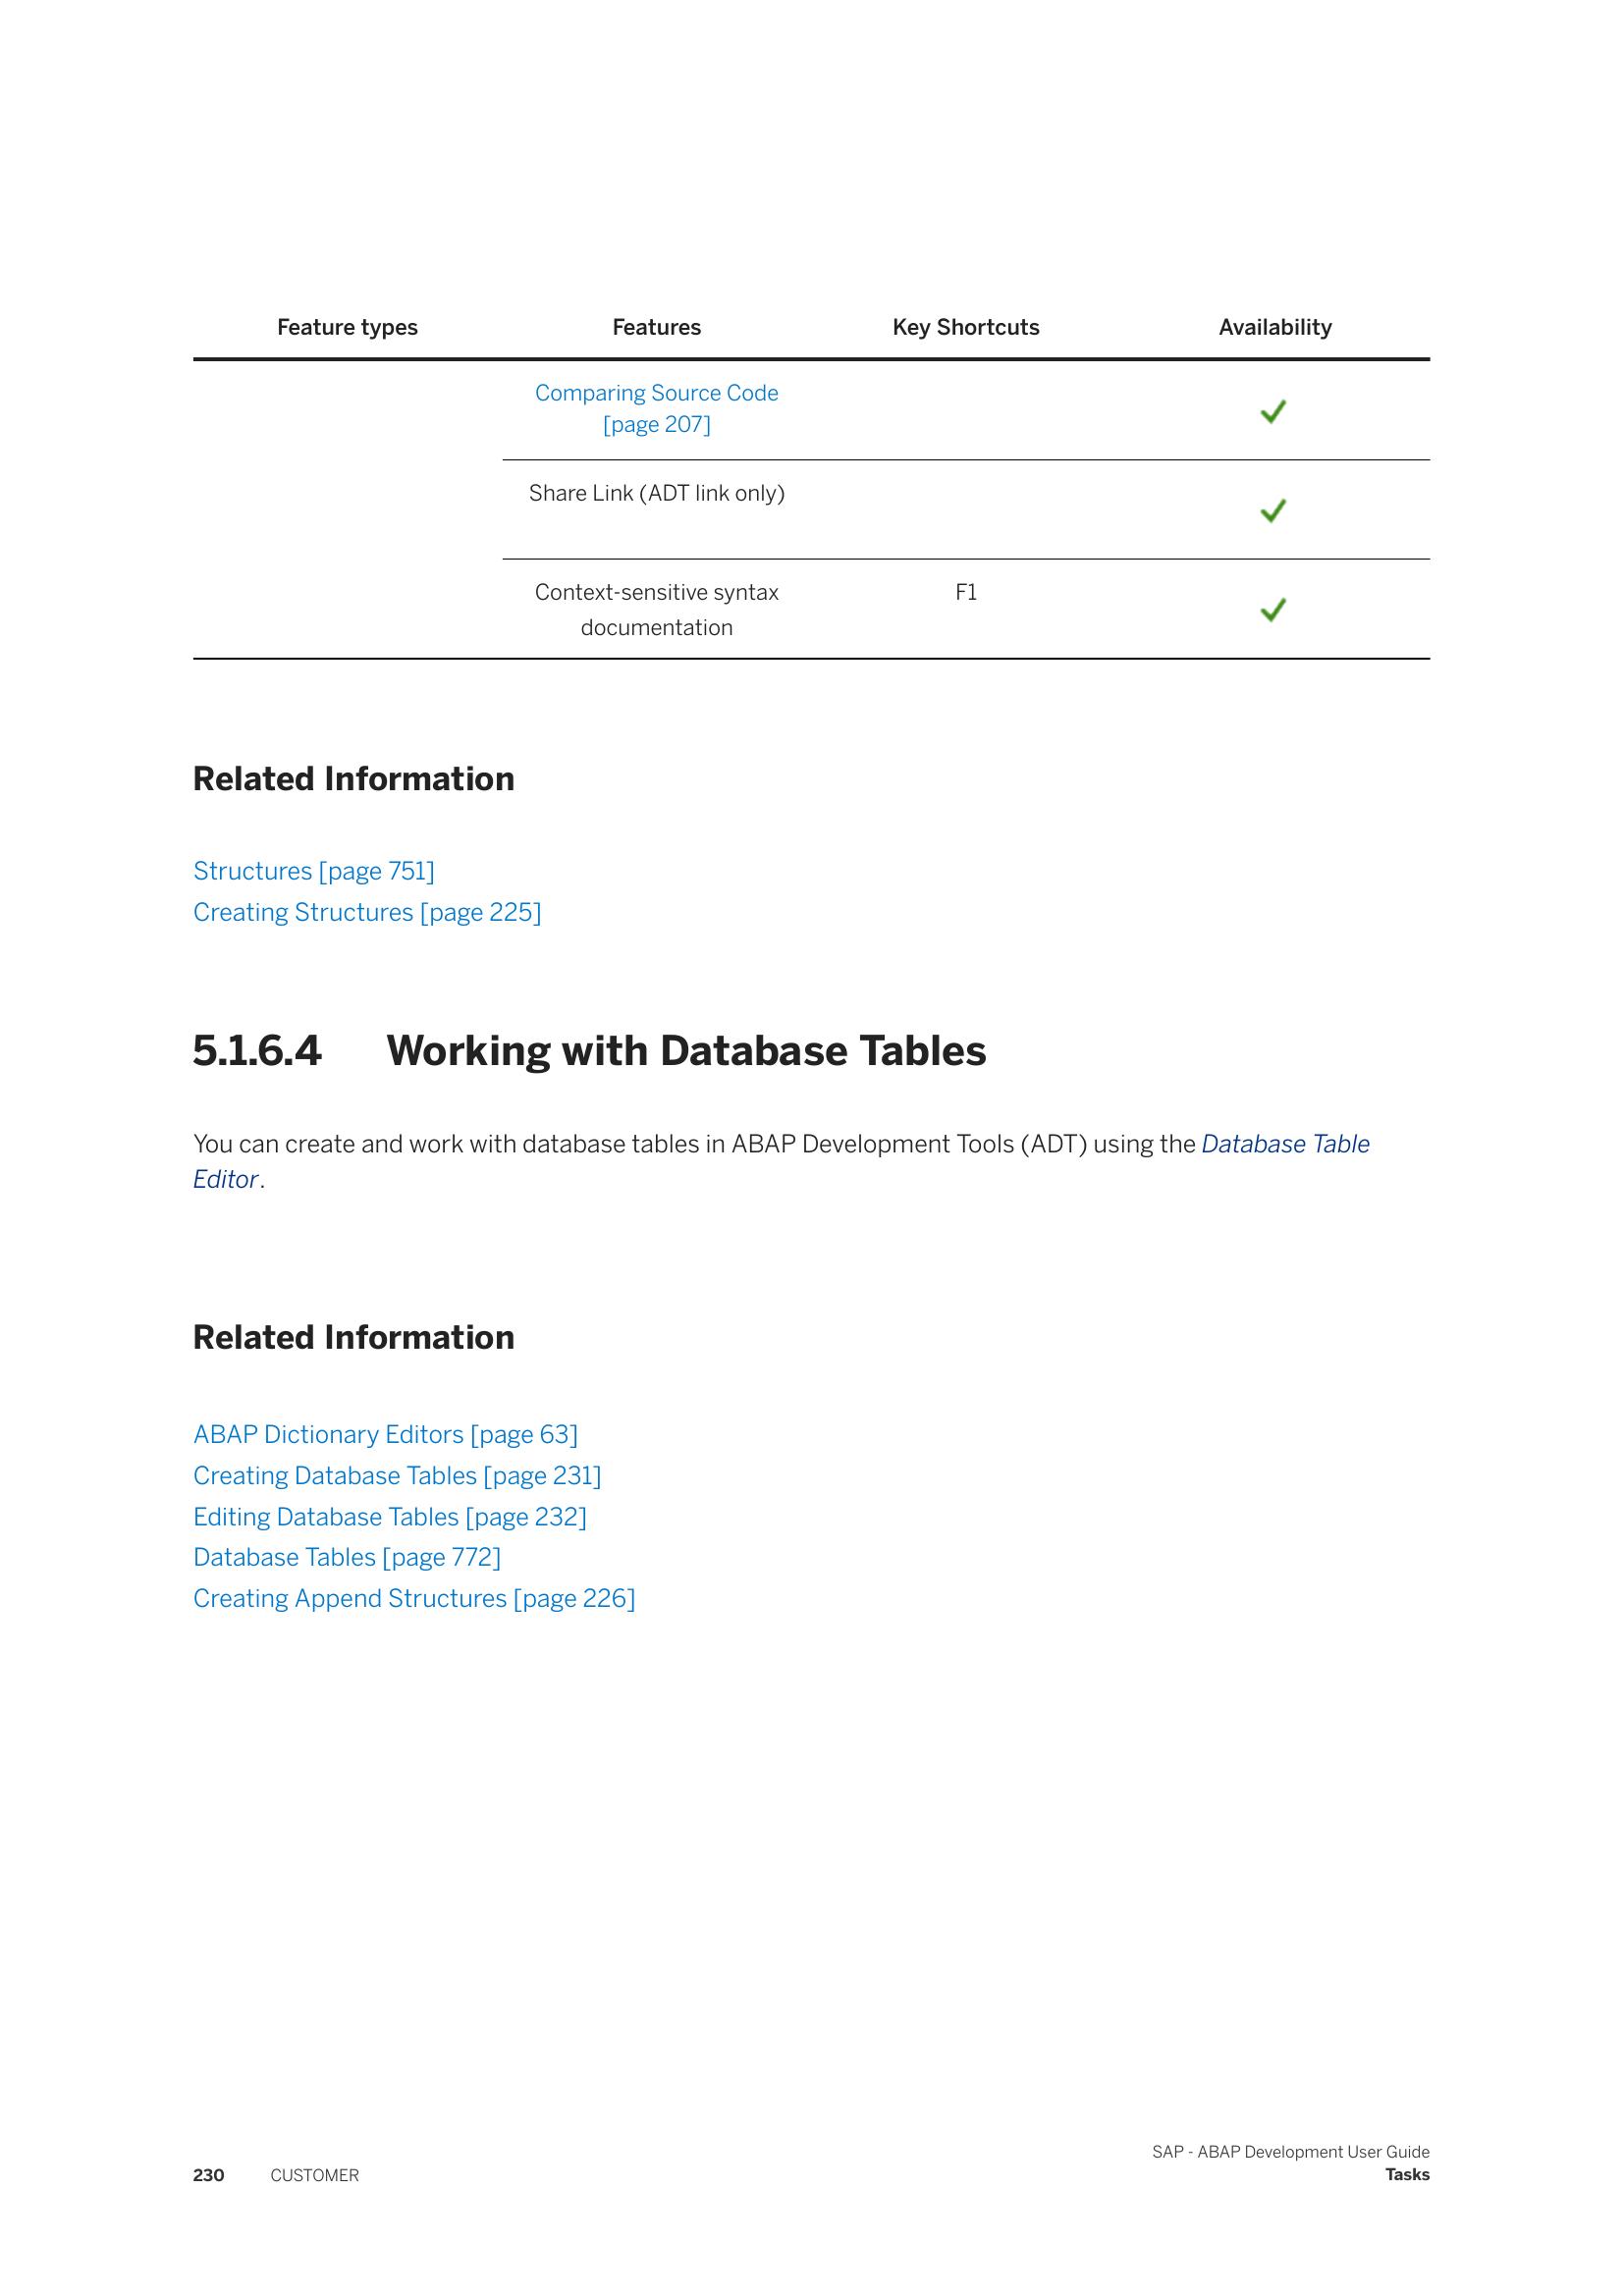 Feature types Features Key Shortcuts Availability
Comparing Source Code
[page 207]
Share Link (ADT link only)
Context-sensitive syntax F1
documentation
Related Information
Structures [page 751]
Creating Structures [page 225]
5.1.6.4 Working with Database Tables
You can create and work with database tables in ABAP Development Tools (ADT) using the Database Table
Editor.
Related Information
ABAP Dictionary Editors [page 63]
Creating Database Tables [page 231]
Editing Database Tables [page 232]
Database Tables [page 772]
Creating Append Structures [page 226]
SAP - ABAP Development User Guide
230 CUSTOMER Tasks